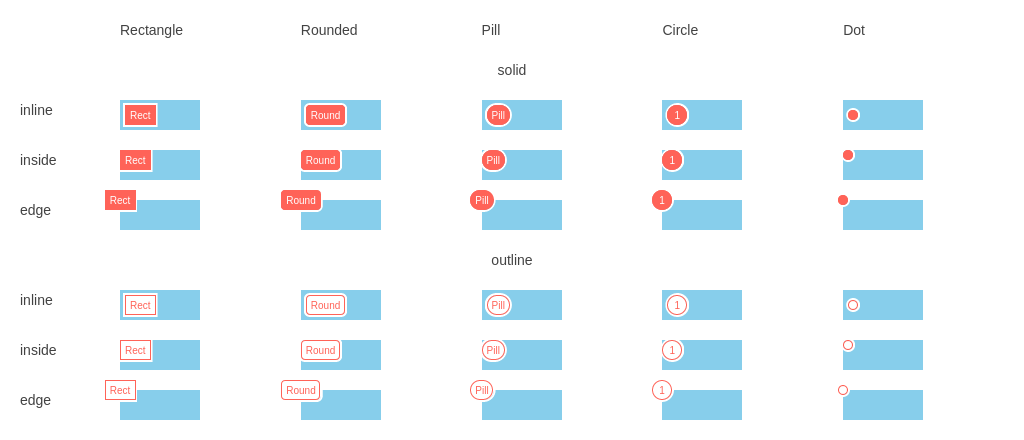 Rectangle Rounded Pill Circle Dot
solid
inline Rect Round Pill 1
inside Rect Round Pill 1
edge Rect Round Pill 1
outline
inline Rect Round Pill 1
inside Rect Round Pill 1
edge Rect Round Pill 1